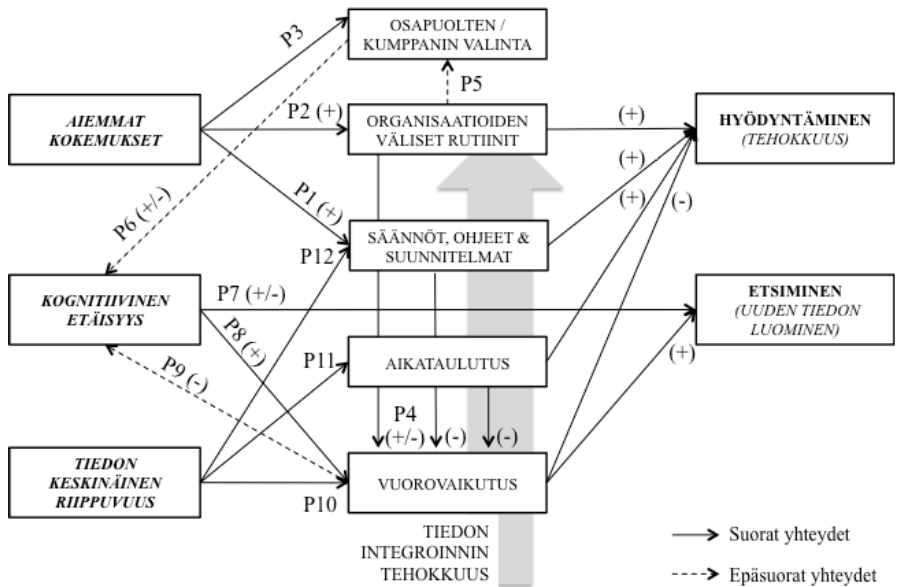 P3
OSAPUOLTEN /
KUMPPANIN VALINTA
P5
AIEMMAT
KOKEMUKSET
P2 (+)
ORGANISAATIOIDEN
VÄLISET RUTIINIT
(+)
HYÖDYNTÄMINEN
(TEHOKKUUS)
(+)
(+)
(-)
P6 (+/-)
P1 (+)
P12
SÄÄNNÖT, OHJEET &
SUUNNITELMAT
KOGNITIIVINEN
ETÄISYYS
P7 (+/-)
ETSIMINEN
(UUDEN TIEDON
LUOMINEN)
P8 (+)
P9 (-)
P11
AIKATAULUTUS
(+)
P4
(+/-)
(-)
(-)
TIEDON
KESKINÄINEN
RIIPPUVUUS
P10
VUOROVAIKUTUS
TIEDON
INTEGROINNIN
TEHOKKUUS
Suorat yhteydet
Epäsuorat yhteydet